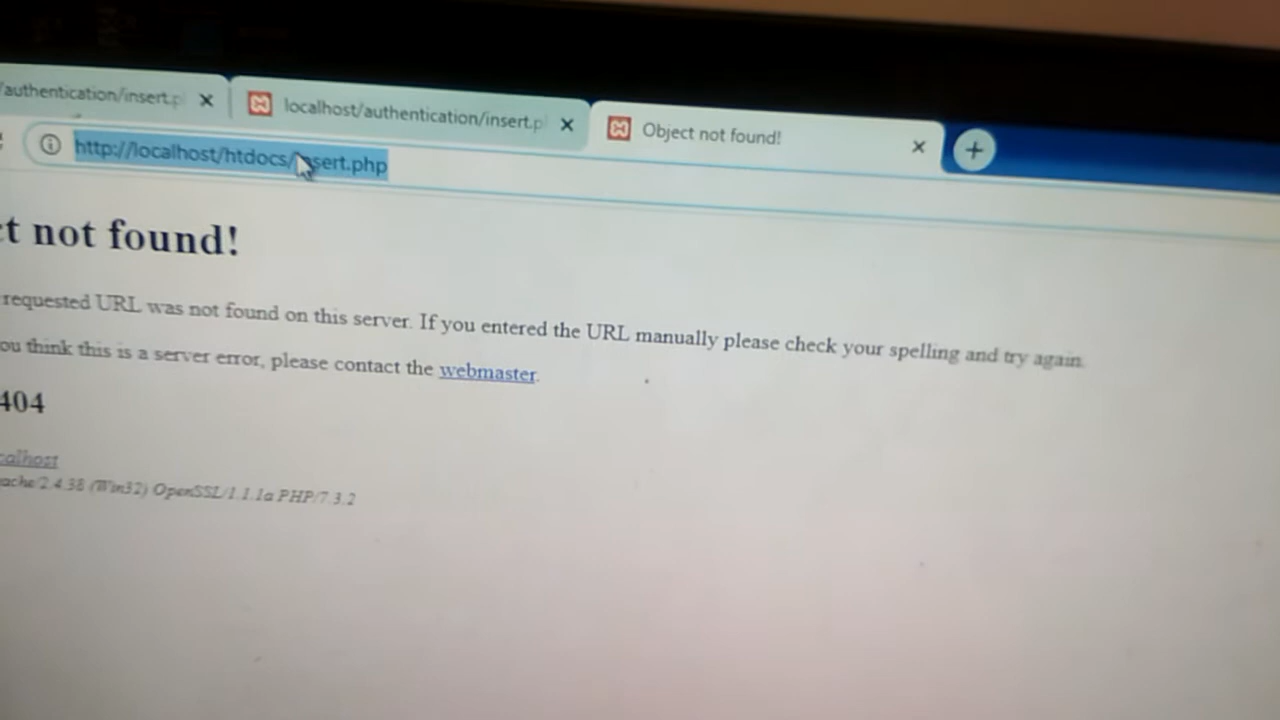 /authentication/insert.p
localhost/authentication/insert.p
Object not found!
http://localhost/htdocs/insert.php
t not found!
requested URL was not found on this server. If you entered the URL manually please check your spelling and try again.
ou think this is a server error, please contact the webmaster.
404
calhost
ache/2.4.38 (Win32) OpenSSL/1.1.1a PHP/7.3.2